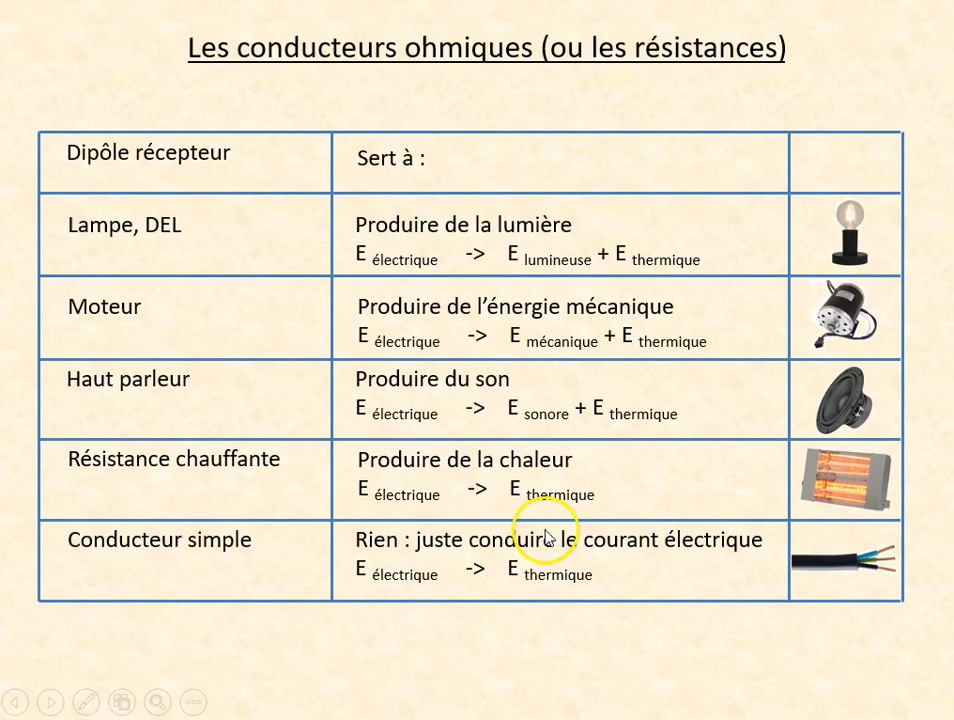 Les conducteurs ohmiques (ou les résistances)
Dipôle récepteur
Sert à :
Lampe, DEL
Produire de la lumière
E électrique -> E lumineuse + E thermique
Moteur
Produire de l’énergie mécanique
E électrique -> E mécanique + E thermique
Haut parleur
Produire du son
E électrique -> E sonore + E thermique
Résistance chauffante
Produire de la chaleur
E électrique -> E thermique
Conducteur simple
Rien : juste conduire le courant électrique
E électrique -> E thermique